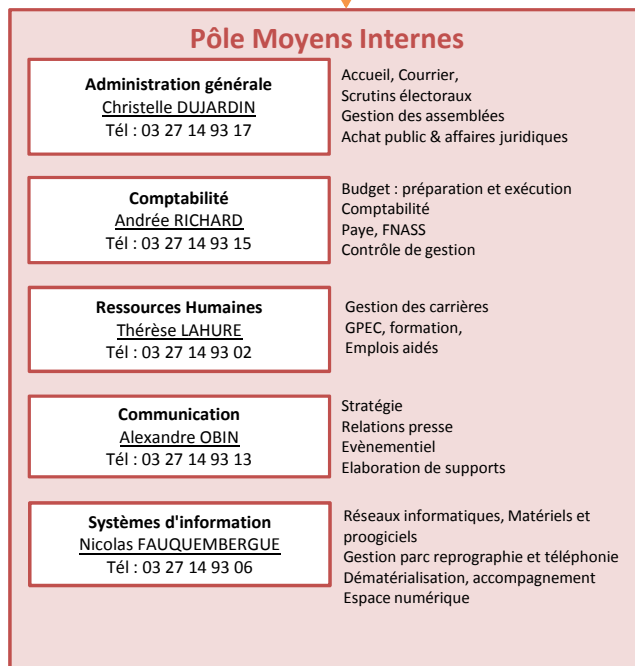 Pôle Moyens Internes
Administration générale
Christelle DUJARDIN
Tél : 03 27 14 93 17
Accueil, Courrier,
Scrutins électoraux
Gestion des assemblées
Achat public & affaires juridiques
Comptabilité
Andrée RICHARD
Tél : 03 27 14 93 15
Budget : préparation et exécution
Comptabilité
Paye, FNASS
Contrôle de gestion
Ressources Humaines
Thérèse LAHURE
Tél : 03 27 14 93 02
Gestion des carrières
GPEC, formation,
Emplois aidés
Communication
Alexandre OBIN
Tél : 03 27 14 93 13
Stratégie
Relations presse
Evènementiel
Elaboration de supports
Systèmes d'information
Nicolas FAUQUEMBERGUE
Tél : 03 27 14 93 06
Réseaux informatiques, Matériels et
proogiciels
Gestion parc reprographie et téléphonie
Dématérialisation, accompagnement
Espace numérique